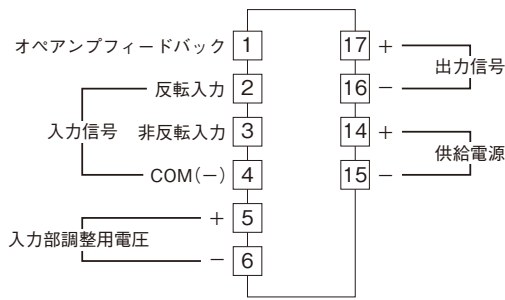 オペアンプフィードバック 1
反転入力 2
入力信号
非反転入力 3
COM(−) 4
+ 5
入力部調整用電圧
− 6
17 +
出力信号
16 −
14 +
供給電源
15 −